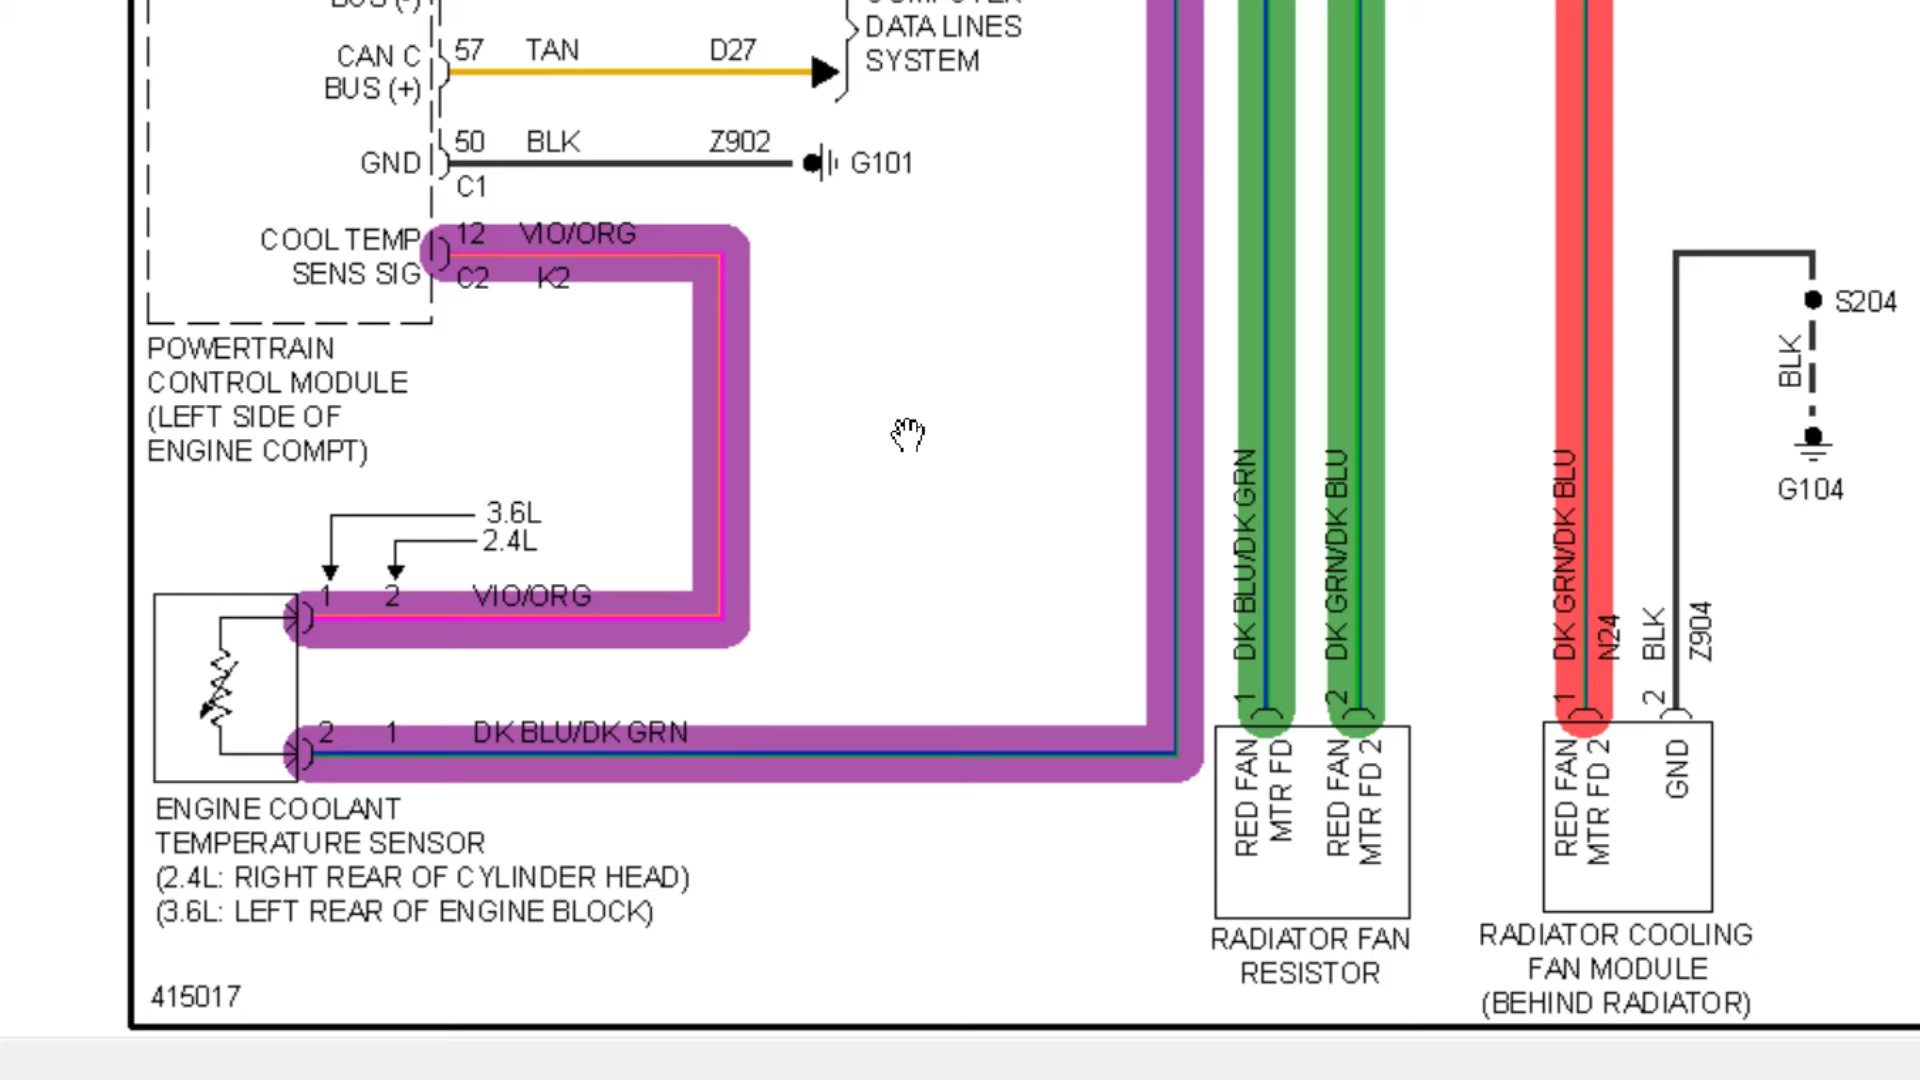 BUS (-)
COMPUTER
DATA LINES
SYSTEM
CAN C
BUS (+)
57 TAN D27
GND
50 BLK Z902
G101
C1
COOL TEMP
SENS SIG
12 VIO/ORG
C2 K2
POWERTRAIN
CONTROL MODULE
(LEFT SIDE OF
ENGINE COMPT)
3.6L
2.4L
1 2 VIO/ORG
2 1 DK BLU/DK GRN
ENGINE COOLANT
TEMPERATURE SENSOR
(2.4L: RIGHT REAR OF CYLINDER HEAD)
(3.6L: LEFT REAR OF ENGINE BLOCK)
415017
1 DK BLU/DK GRN
2 DK GRN/DK BLU
RED FAN
MTR FD
RED FAN
MTR FD 2
RADIATOR FAN
RESISTOR
1 DK GRN/DK BLU
N24
2 BLK
Z904
S204
BLK
G104
RED FAN
MTR FD 2
GND
RADIATOR COOLING
FAN MODULE
(BEHIND RADIATOR)